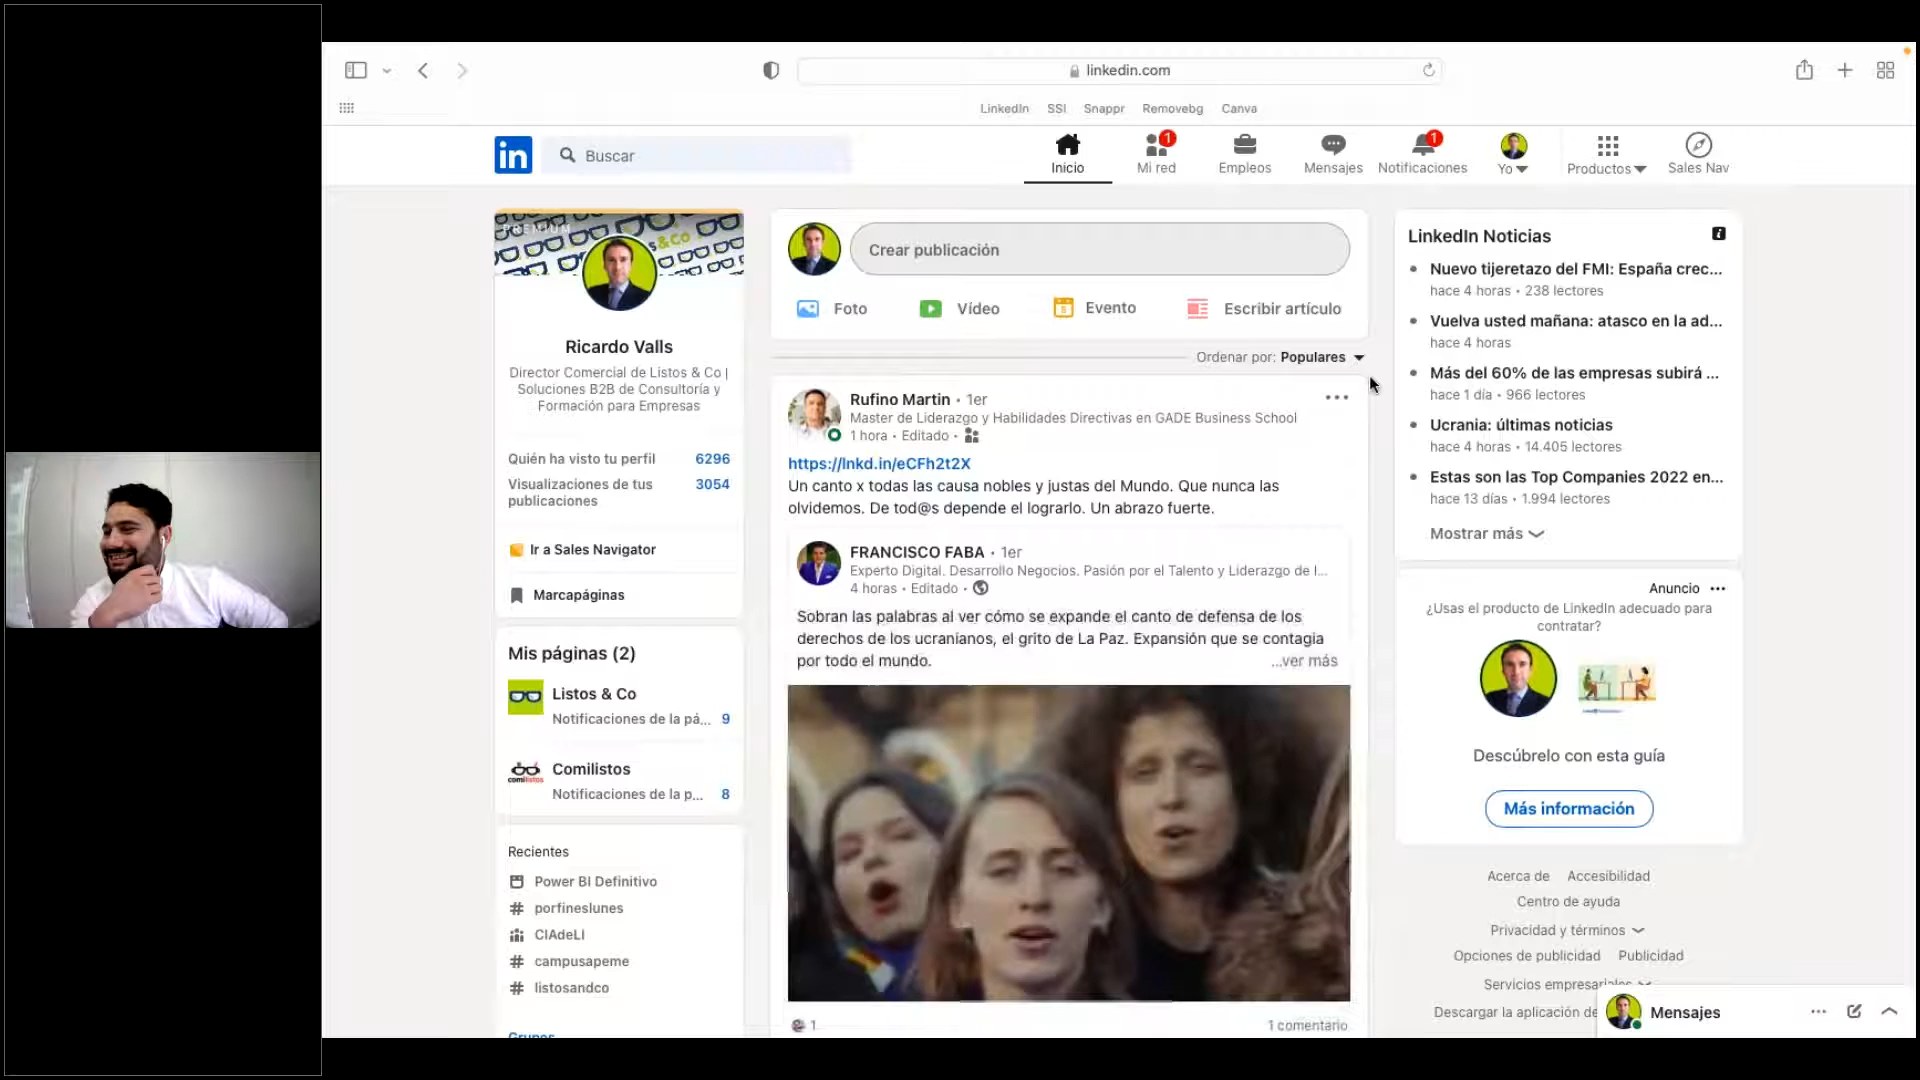 linkedin.com
LinkedIn SSI Snappr Removebg Canva
in
Buscar
Inicio
1
Mi red
Empleos
Mensajes
1
Notificaciones
Yo
Productos
Sales Nav
PREMIUM
s&Co
Ricardo Valls
Director Comercial de Listos & Co |
Soluciones B2B de Consultoría y
Formación para Empresas
Quién ha visto tu perfil 6296
Visualizaciones de tus 3054
publicaciones
Ir a Sales Navigator
Marcapáginas
Mis páginas (2)
Listos & Co
Notificaciones de la pá... 9
Comilistos
Notificaciones de la p... 8
Recientes
Power BI Definitivo
# porfineslunes
CIAdeLI
# campusapeme
# listosandco
Grupos
Crear publicación
Foto
Vídeo
Evento
Escribir artículo
Ordenar por: Populares
Rufino Martin • 1er
Master de Liderazgo y Habilidades Directivas en GADE Business School
1 hora • Editado •
https://lnkd.in/eCFh2t2X
Un canto x todas las causa nobles y justas del Mundo. Que nunca las
olvidemos. De tod@s depende el lograrlo. Un abrazo fuerte.
FRANCISCO FABA • 1er
Experto Digital. Desarrollo Negocios. Pasión por el Talento y Liderazgo de l...
4 horas • Editado •
Sobran las palabras al ver cómo se expande el canto de defensa de los
derechos de los ucranianos, el grito de La Paz. Expansión que se contagia
por todo el mundo. ...ver más
1
1 comentario
LinkedIn Noticias
Nuevo tijeretazo del FMI: España crec...
hace 4 horas • 238 lectores
Vuelva usted mañana: atasco en la ad...
hace 4 horas
Más del 60% de las empresas subirá ...
hace 1 día • 966 lectores
Ucrania: últimas noticias
hace 4 horas • 14.405 lectores
Estas son las Top Companies 2022 en...
hace 13 días • 1.994 lectores
Mostrar más
Anuncio
¿Usas el producto de LinkedIn adecuado para
contratar?
Descúbrelo con esta guía
Más información
Acerca de Accesibilidad
Centro de ayuda
Privacidad y términos
Opciones de publicidad Publicidad
Servicios empresariales
Descargar la aplicación de
Mensajes